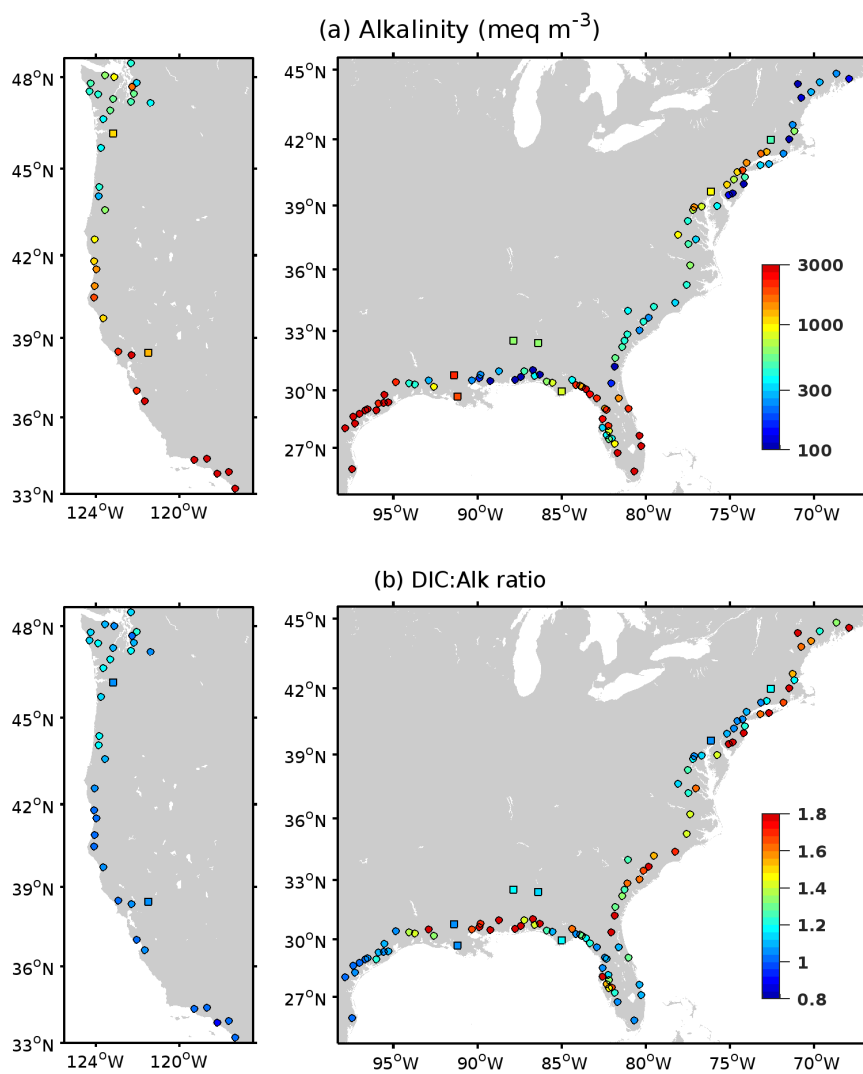 (a) Alkalinity (meq m-3)
48°N
45°N
42°N
39°N
36°N
33°N
124°W
120°W
45°N
42°N
39°N
36°N
33°N
30°N
27°N
95°W
90°W
85°W
80°W
75°W
70°W
3000
1000
300
100
(b) DIC:Alk ratio
48°N
45°N
42°N
39°N
36°N
33°N
124°W
120°W
45°N
42°N
39°N
36°N
33°N
30°N
27°N
95°W
90°W
85°W
80°W
75°W
70°W
1.8
1.6
1.4
1.2
1
0.8